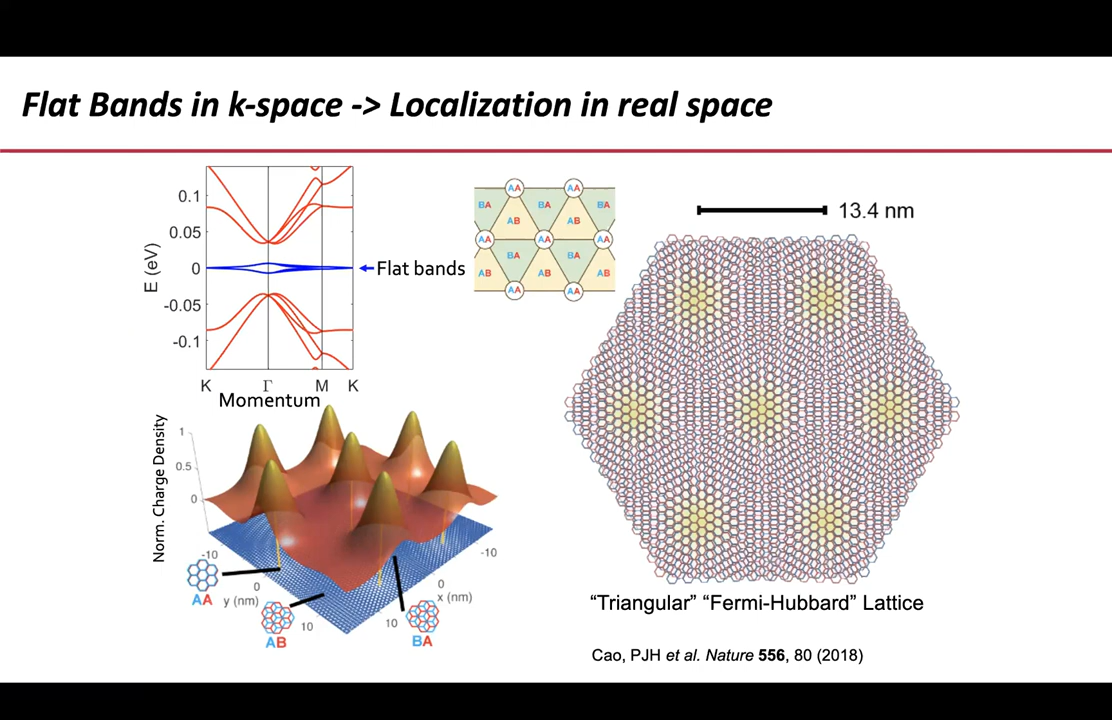 Flat Bands in k-space -> Localization in real space
0.1
0.05
0
-0.05
-0.1
E (eV)
K Γ M K
Momentum
Flat bands
AA AA
BA BA BA
AB AB
AA AA AA
BA BA
AB AB AB
AA AA
13.4 nm
Norm. Charge Density
1
0.5
0
-10
0
10
y (nm)
-10
0
10
x (nm)
AA
AB
BA
“Triangular” “Fermi-Hubbard” Lattice
Cao, PJH et al. Nature 556, 80 (2018)